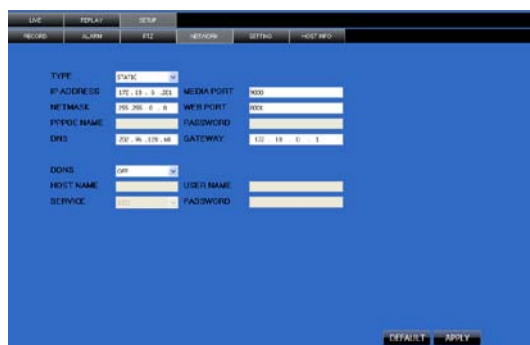 LIVE REPLAY SETUP
RECORD ALARM PTZ NETWORK SETTING HOST INFO
TYPE STATIC
IP ADDRESS MEDIA PORT 9000
NETMASK 255 . 255 . 0 . 0 WEB PORT
PPPOE NAME PASSWORD
DNS GATEWAY
DDNS OFF
HOST NAME USER NAME
SERVICE PASSWORD
DEFAULT APPLY